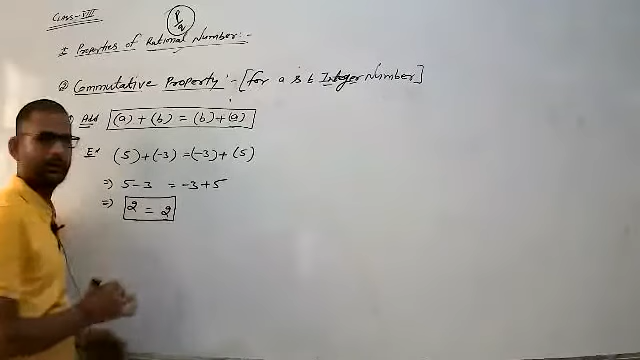 Class-VIII
P/q
Properties of Rational Number:-
Commutative Property:- [for a & b Integer Number]
Add (a) + (b) = (b) + (a)
Ex (5) + (-3) = (-3) + (5)
⇒ 5 - 3 = -3 + 5
⇒ 2 = 2